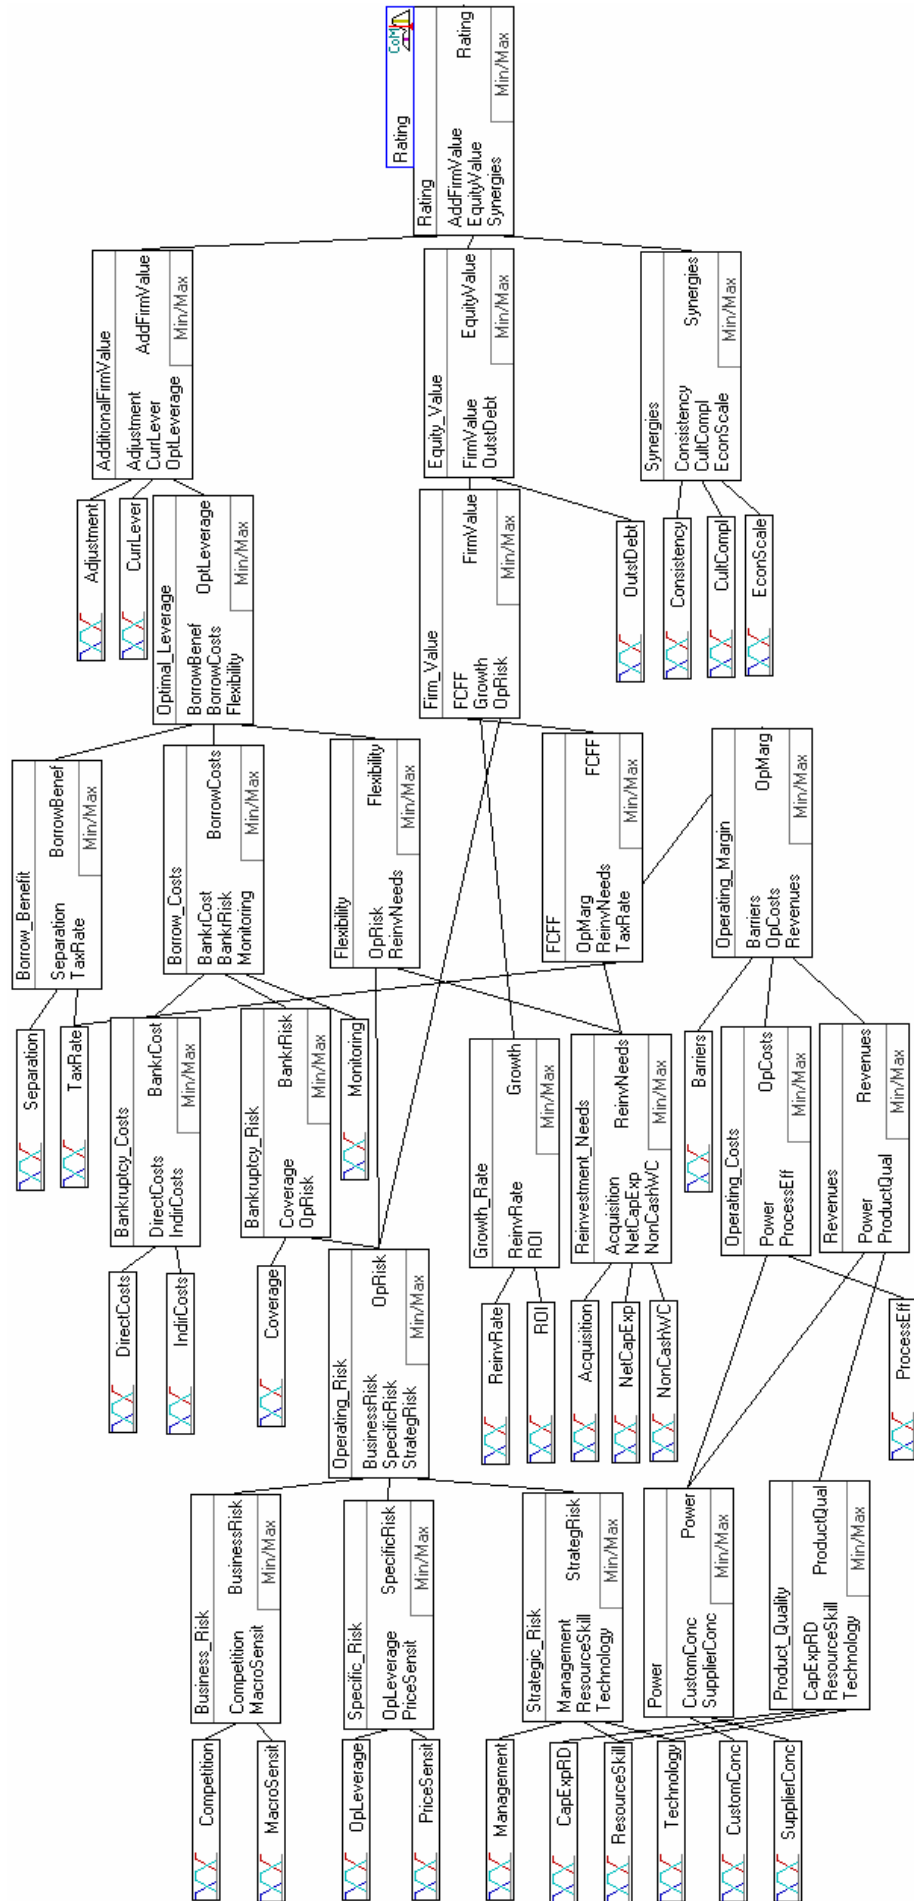 Competition
MacroSensit
OpLeverage
PriceSensit
Management
CapExpRD
ResourceSkill
Technology
CustomConc
SupplierConc
Business_Risk
Competition
MacroSensit
BusinessRisk
Min/Max
Specific_Risk
OpLeverage
PriceSensit
SpecificRisk
Min/Max
Strategic_Risk
Management
ResourceSkill
Technology
StrategRisk
Min/Max
Power
CustomConc
SupplierConc
Power
Min/Max
Product_Quality
CapExpRD
ResourceSkill
Technology
ProductQual
Min/Max
DirectCosts
IndirCosts
Coverage
Operating_Risk
BusinessRisk
SpecificRisk
StrategRisk
OpRisk
Min/Max
ReinvRate
ROI
Acquisition
NetCapExp
NonCashWC
ProcessEff
Separation
TaxRate
Bankruptcy_Costs
DirectCosts
IndirCosts
BankrCost
Min/Max
Bankruptcy_Risk
Coverage
OpRisk
BankrRisk
Min/Max
Monitoring
Growth_Rate
ReinvRate
ROI
Growth
Min/Max
Reinvestment_Needs
Acquisition
NetCapExp
NonCashWC
ReinvNeeds
Min/Max
Barriers
Operating_Costs
Power
ProcessEff
OpCosts
Min/Max
Revenues
Power
ProductQual
Revenues
Min/Max
Borrow_Benefit
Separation
TaxRate
BorrowBenef
Min/Max
Borrow_Costs
BankrCost
BankrRisk
Monitoring
BorrowCosts
Min/Max
Flexibility
OpRisk
ReinvNeeds
Flexibility
Min/Max
FCFF
OpMarg
ReinvNeeds
TaxRate
FCFF
Min/Max
Operating_Margin
Barriers
OpCosts
Revenues
OpMarg
Min/Max
Adjustment
CurrLever
Optimal_Leverage
BorrowBenef
BorrowCosts
Flexibility
OptLeverage
Min/Max
Firm_Value
FCFF
Growth
OpRisk
FirmValue
Min/Max
OutstDebt
Consistency
CultCompl
EconScale
AdditionalFirmValue
Adjustment
CurrLever
OptLeverage
AddFirmValue
Min/Max
Equity_Value
FirmValue
OutstDebt
EquityValue
Min/Max
Synergies
Consistency
CultCompl
EconScale
Synergies
Min/Max
Rating
CoM
Rating
AddFirmValue
EquityValue
Synergies
Rating
Min/Max